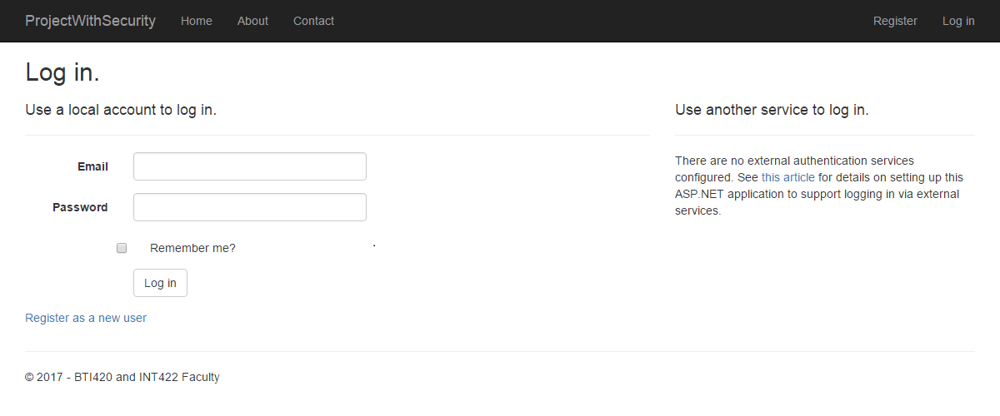 ProjectWithSecurity Home About Contact Register Log in
Log in.
Use a local account to log in.
Email
Password
Remember me?
Log in
Register as a new user
Use another service to log in.
There are no external authentication services
configured. See this article for details on setting up this
ASP.NET application to support logging in via external
services.
© 2017 - BTI420 and INT422 Faculty